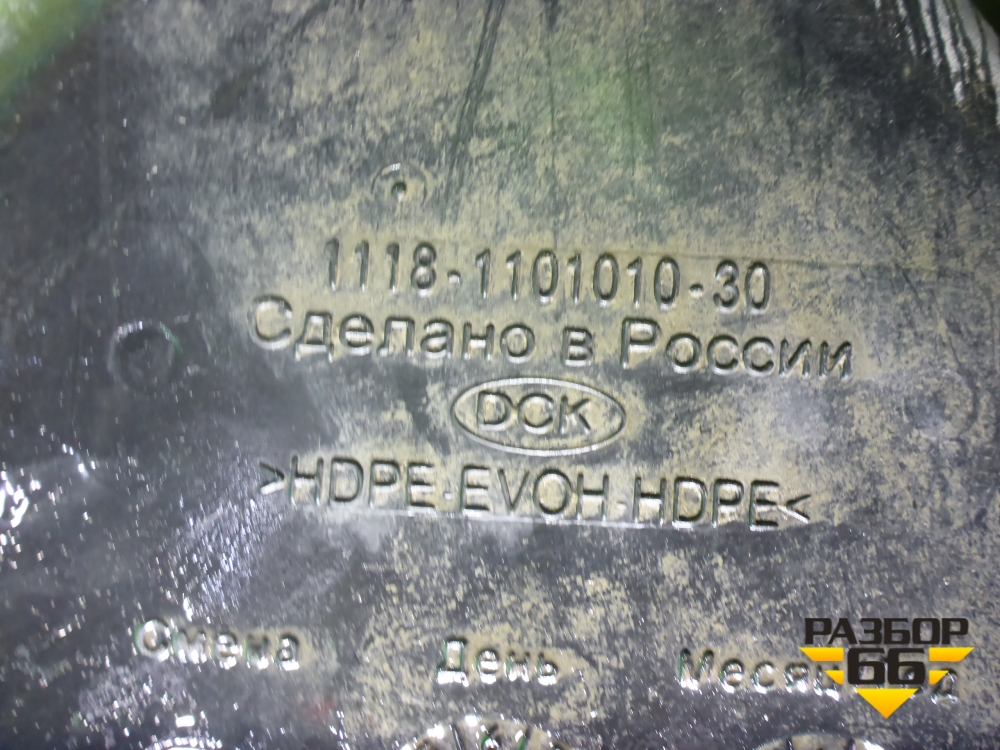 1118-1101010-30
Сделано в России
DCK
>HDPE.EVOH.HDPE<
Смена День
РАЗБОР
66